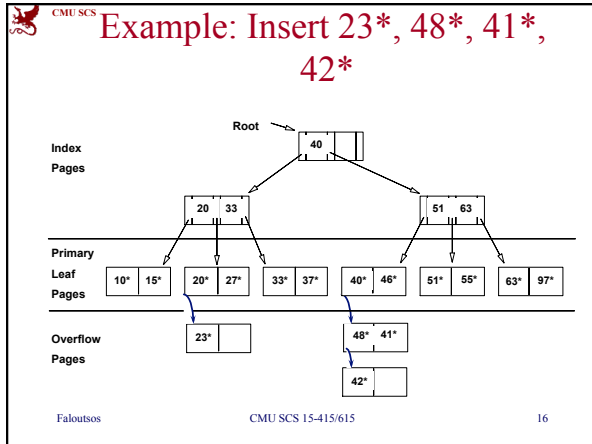 CMU SCS
Example: Insert 23*, 48*, 41*,
42*
Root
Index
Pages
40
20 33
51 63
Primary
Leaf
Pages
10* 15*
20* 27*
33* 37*
40* 46*
51* 55*
63* 97*
Overflow
Pages
23*
48* 41*
42*
Faloutsos
CMU SCS 15-415/615
16